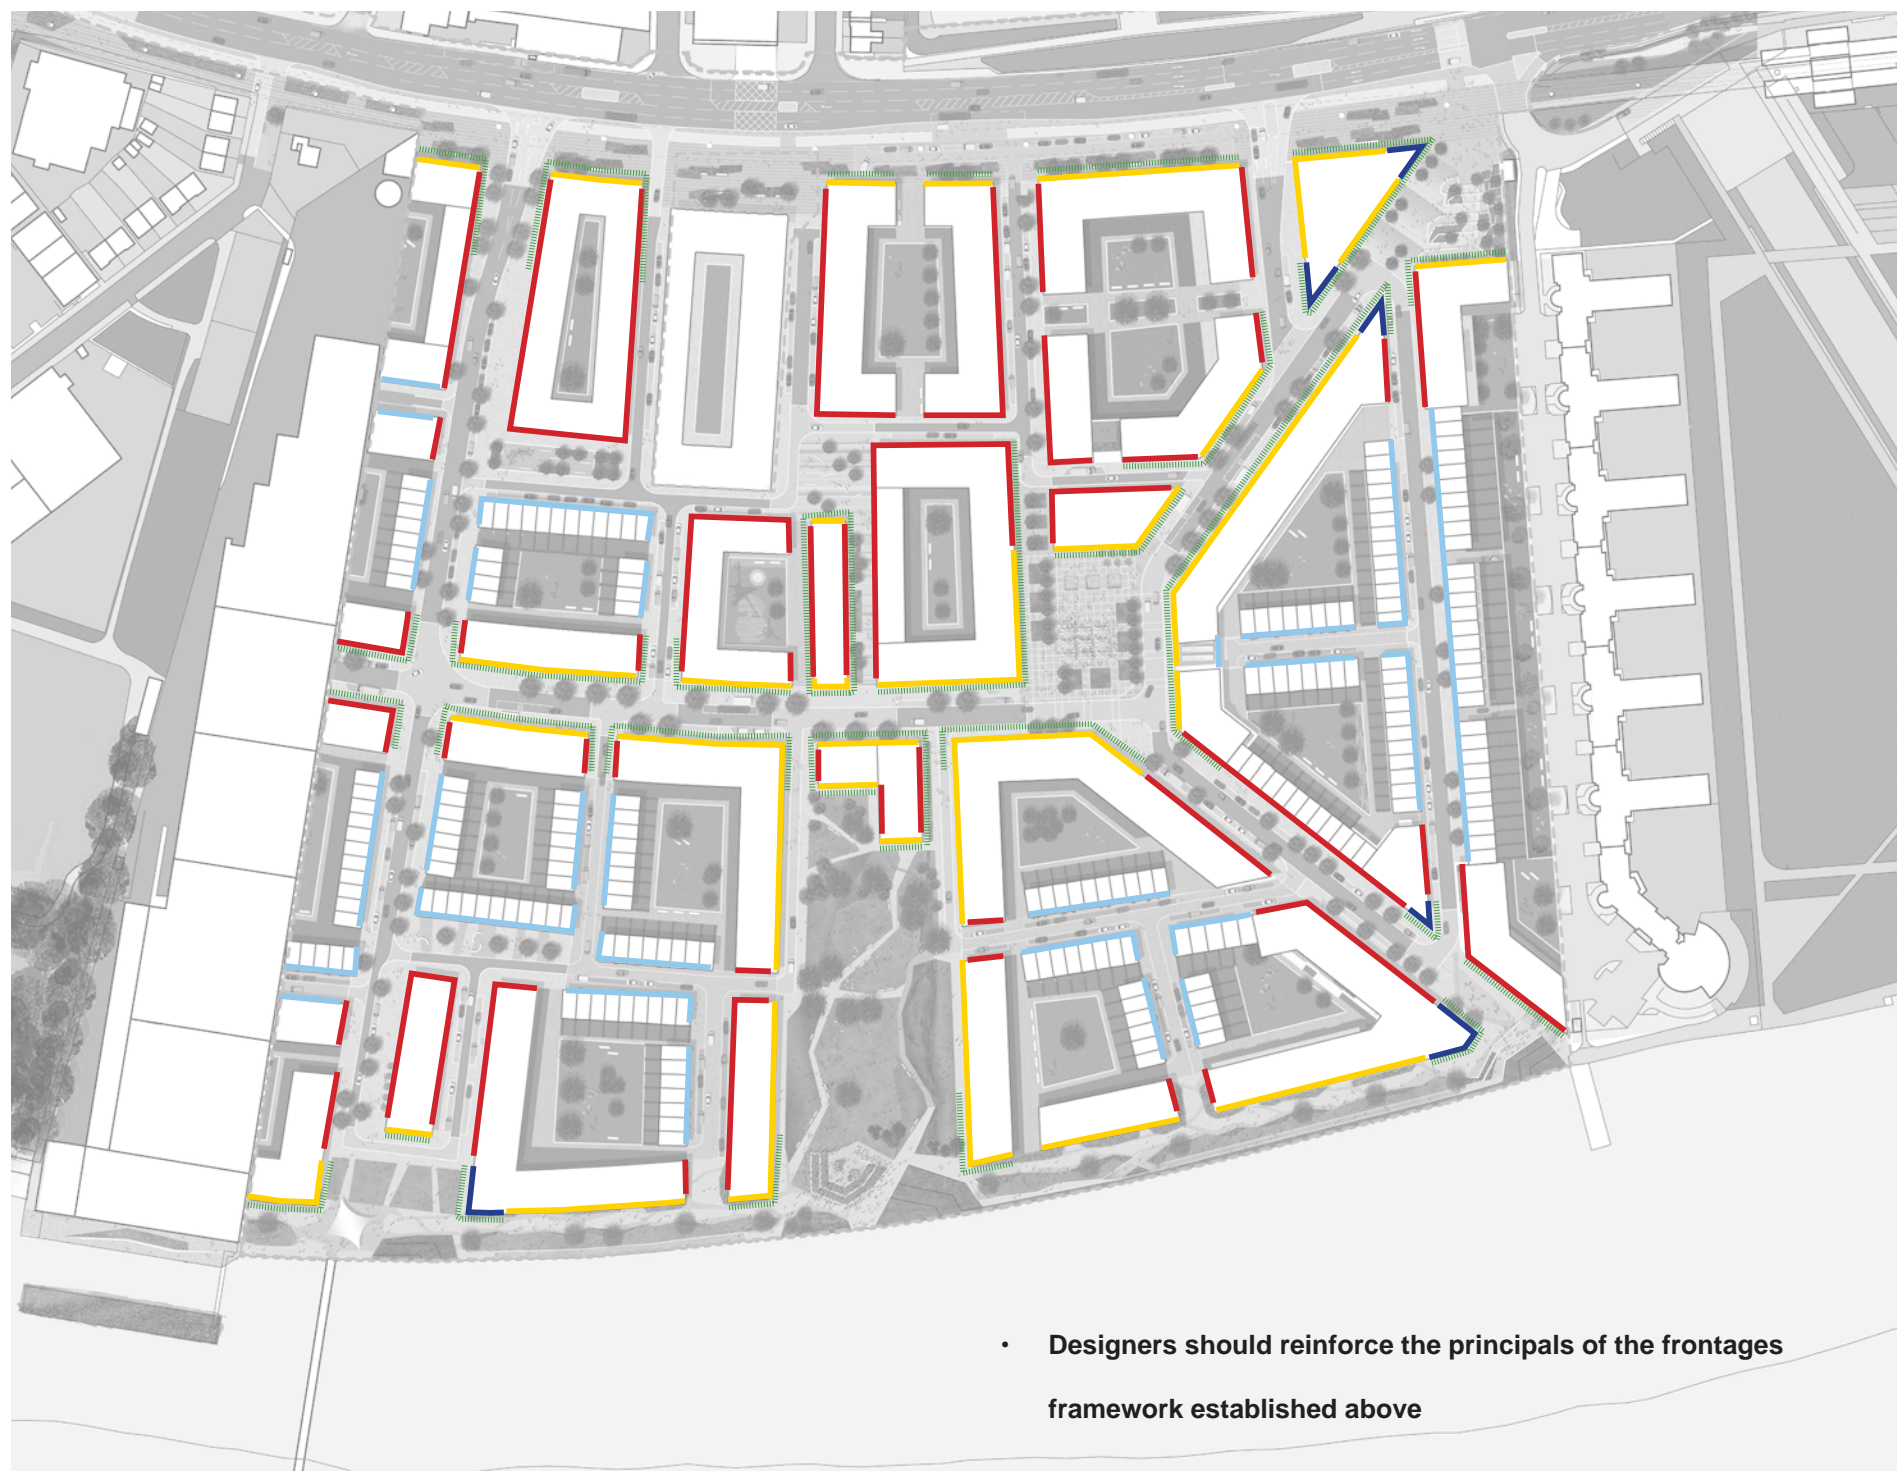 • Designers should reinforce the principals of the frontages
framework established above